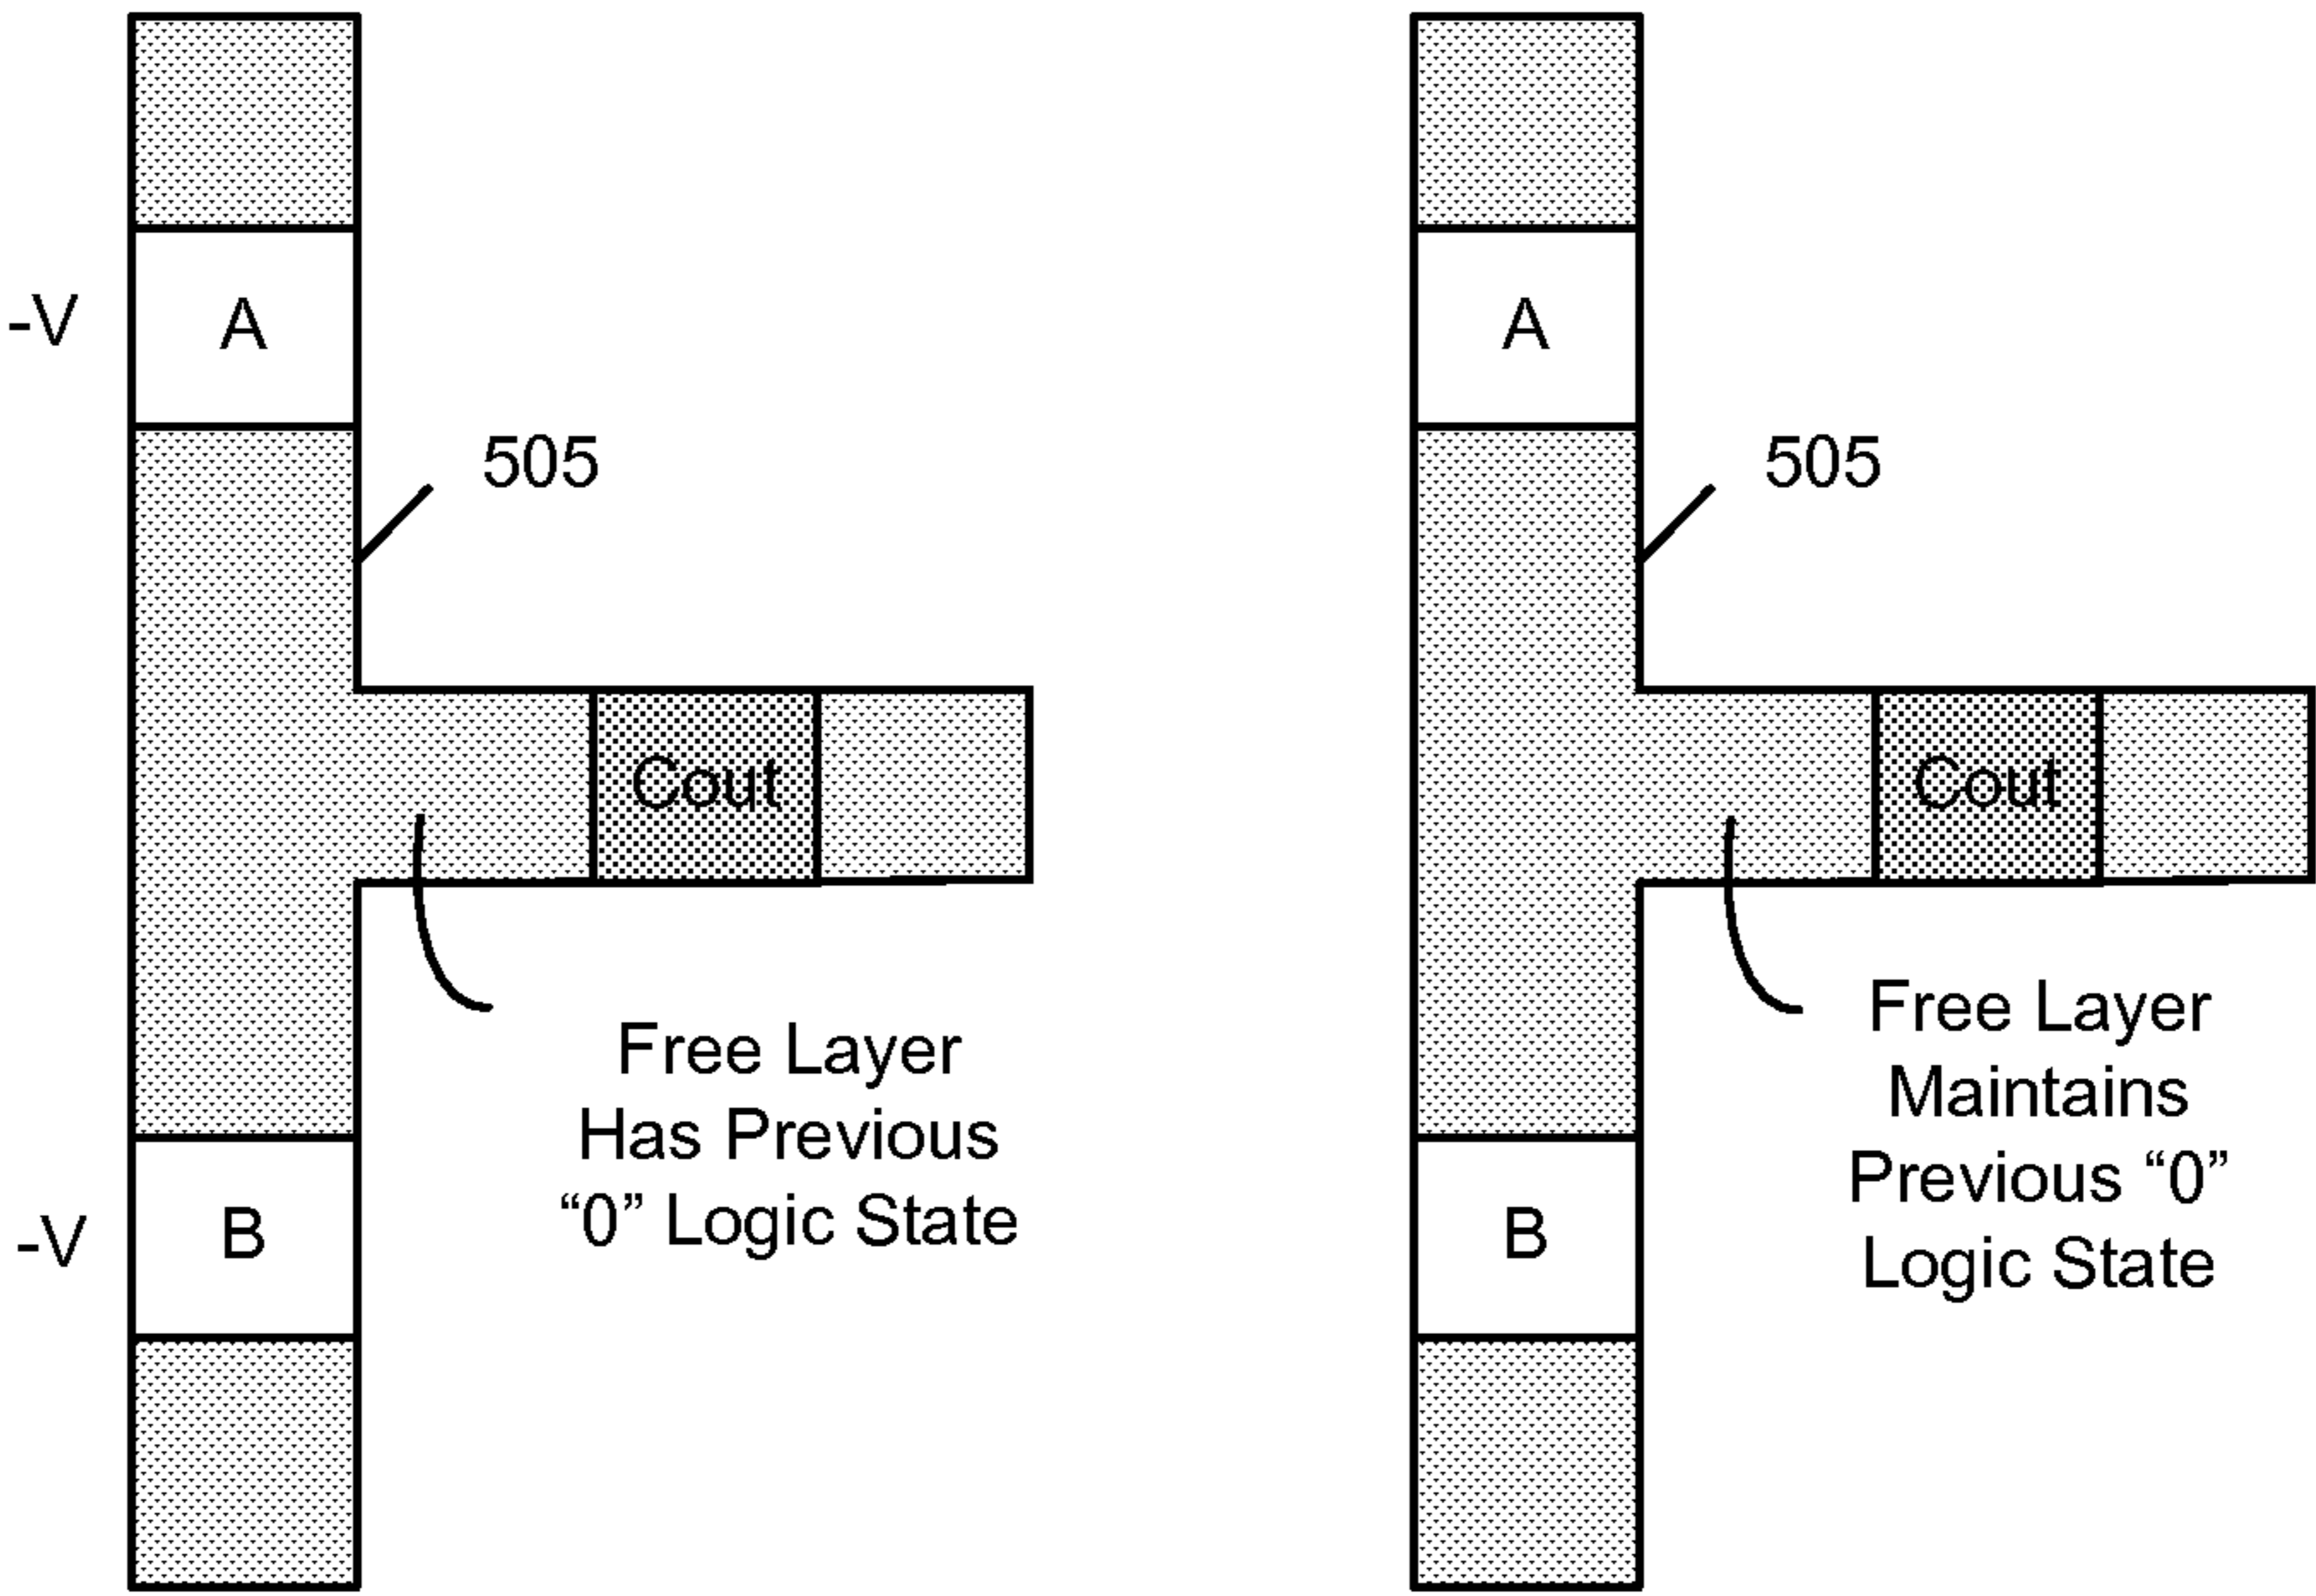 -V
A
505
Cout
Free Layer
Has Previous
“0” Logic State
-V
B
A
505
Cout
Free Layer
Maintains
Previous “0”
Logic State
B